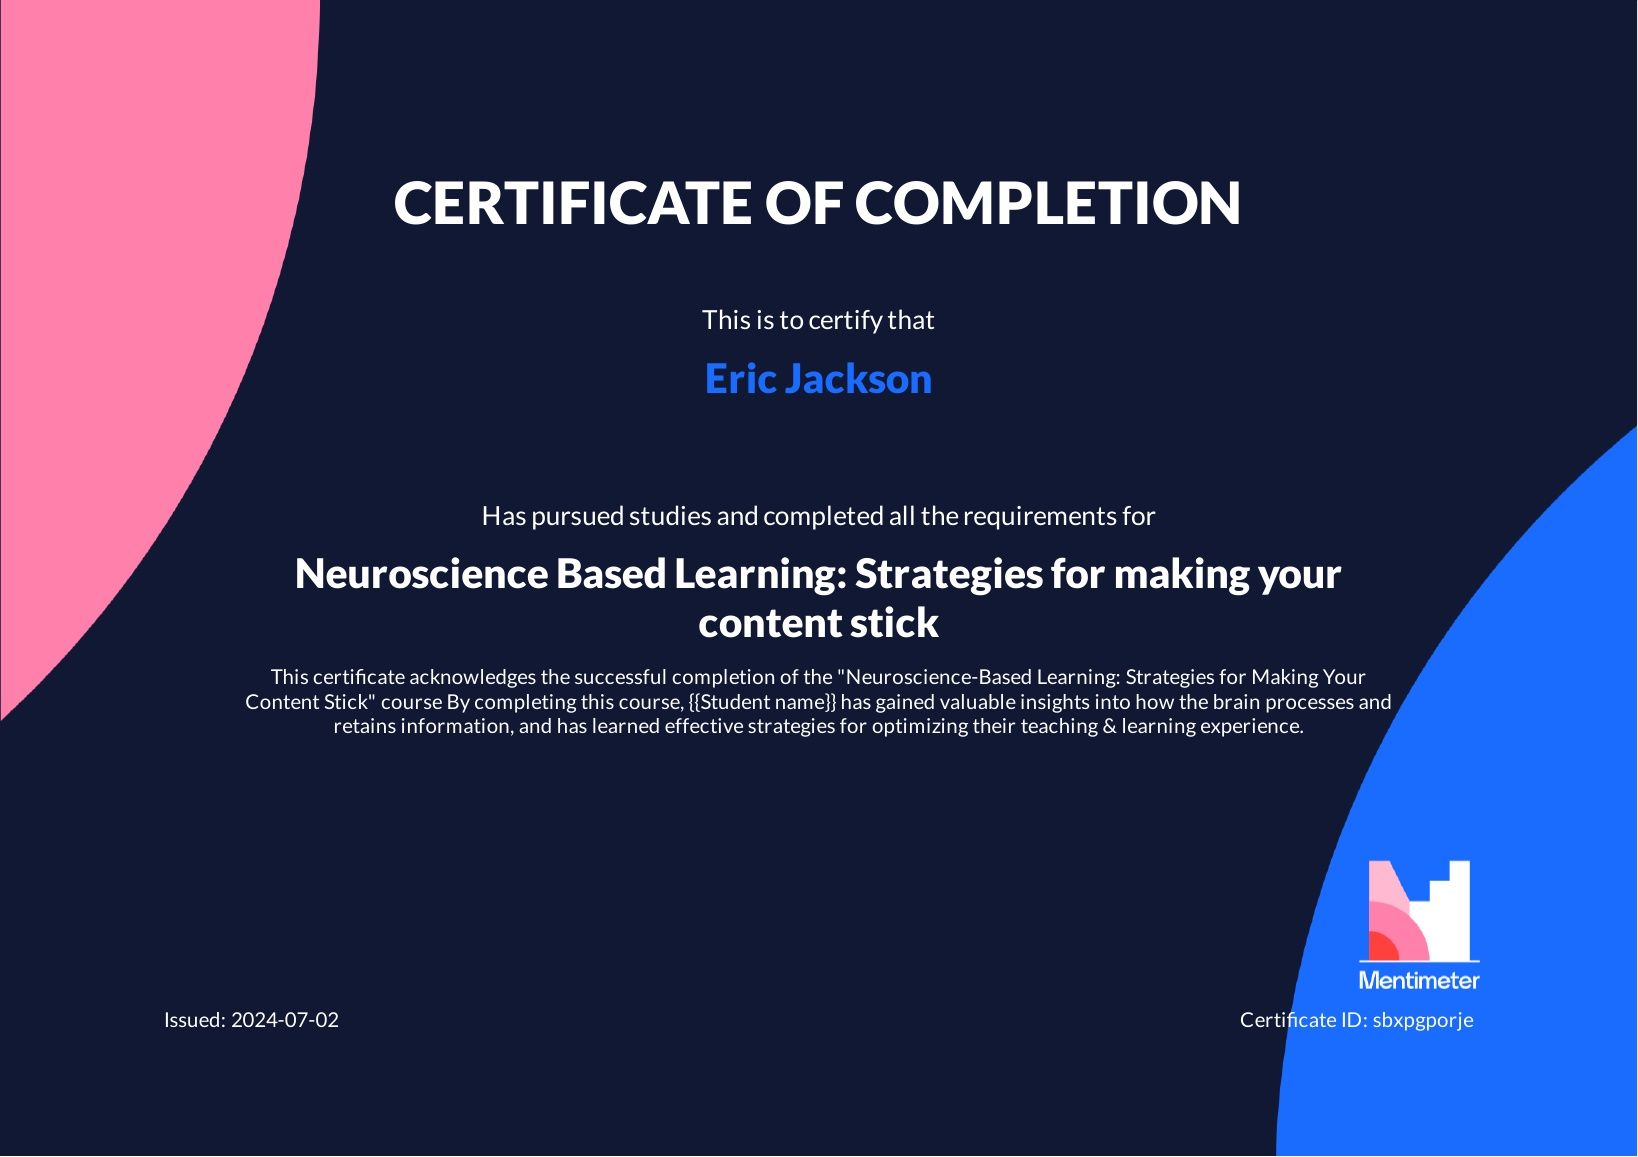 CERTIFICATE OF COMPLETION
This is to certify that
Eric Jackson
Has pursued studies and completed all the requirements for
Neuroscience Based Learning: Strategies for making your
content stick
This certificate acknowledges the successful completion of the "Neuroscience-Based Learning: Strategies for Making Your
Content Stick" course By completing this course, {{Student name}} has gained valuable insights into how the brain processes and
retains information, and has learned effective strategies for optimizing their teaching & learning experience.
Mentimeter
Issued: 2024-07-02
Certificate ID: sbxpgporje